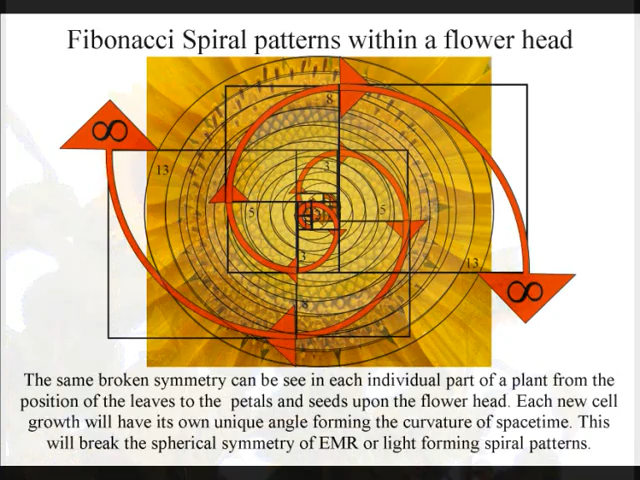 Fibonacci Spiral patterns within a flower head
∞
8
13
3
5
5
3
13
∞
8
The same broken symmetry can be see in each individual part of a plant from the
position of the leaves to the petals and seeds upon the flower head. Each new cell
growth will have its own unique angle forming the curvature of spacetime. This
will break the spherical symmetry of EMR or light forming spiral patterns.